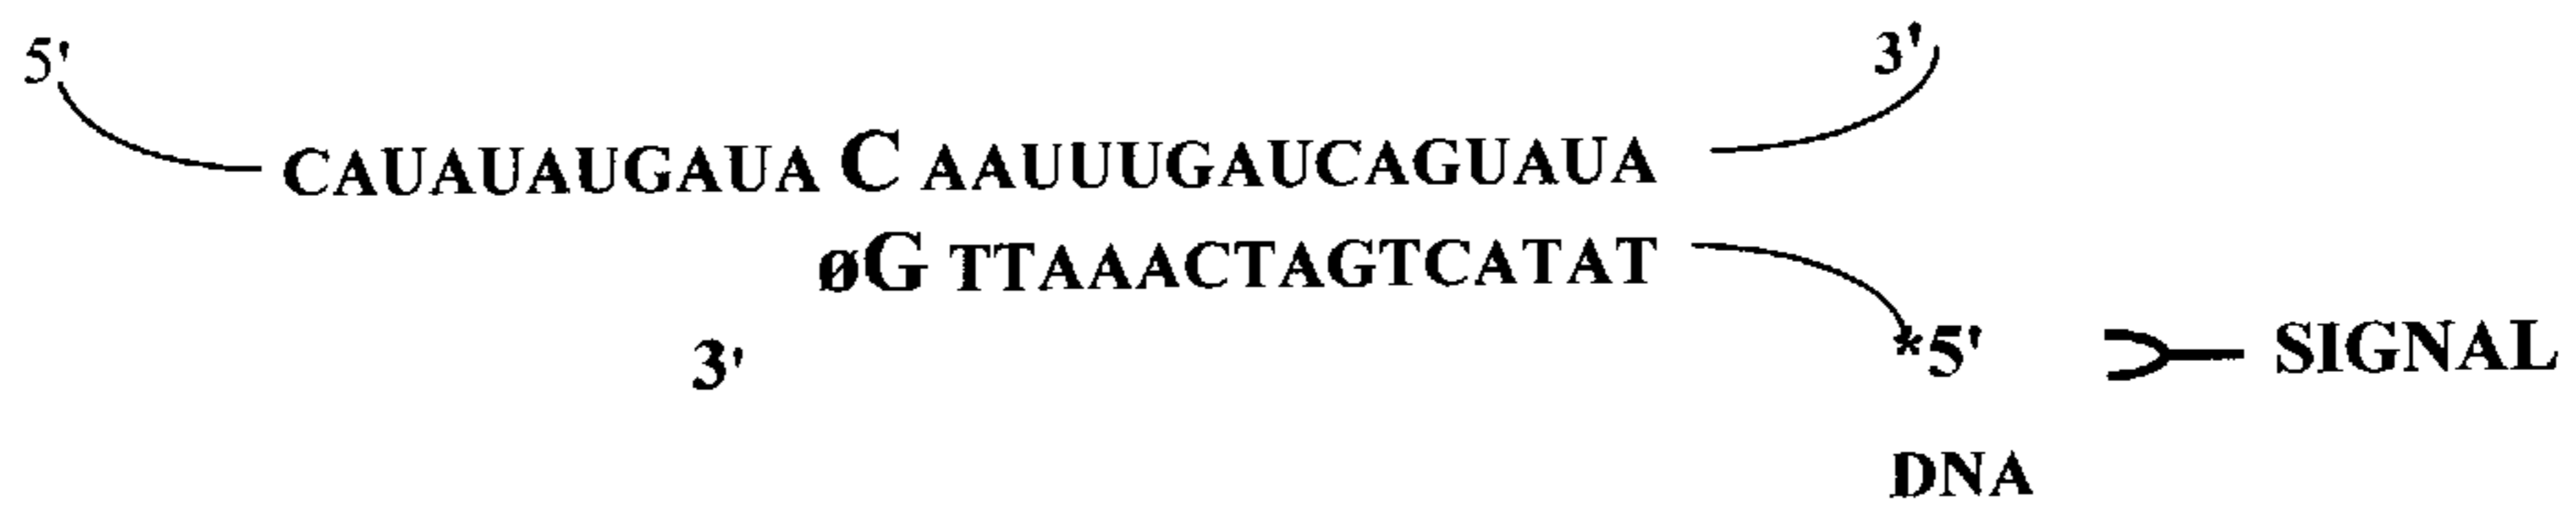 5' 3'
CAUAUAUGAUA C AAUUUGAUCAGUAUA
øG TTAAACTAGTCATAT
3' *5' SIGNAL
DNA